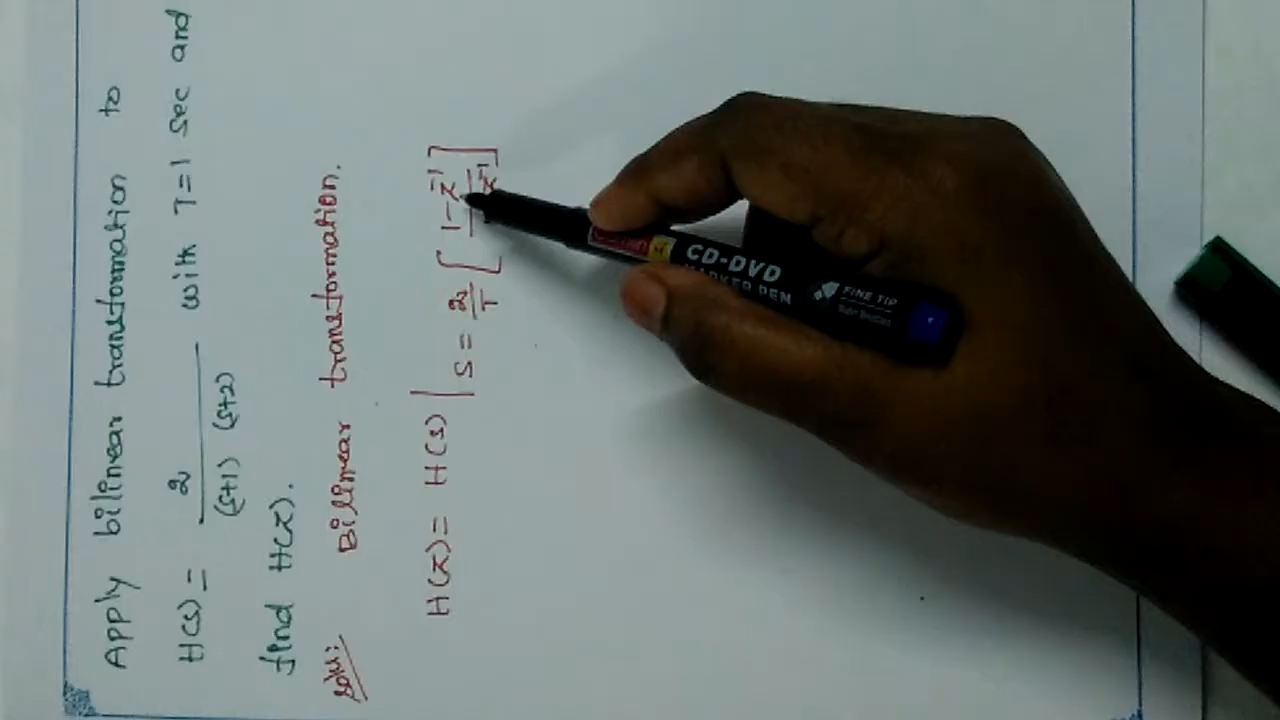 Apply bilinear transformation to
H(s) = 2 / (s+1) (s+2) with T=1 sec and
find H(z).
Soln: Bilinear transformation.
H(z) = H(s) | s = 2/T [ 1-z⁻¹ / z⁻¹ ]
CD-DVD
MARKER PEN
FINE TIP